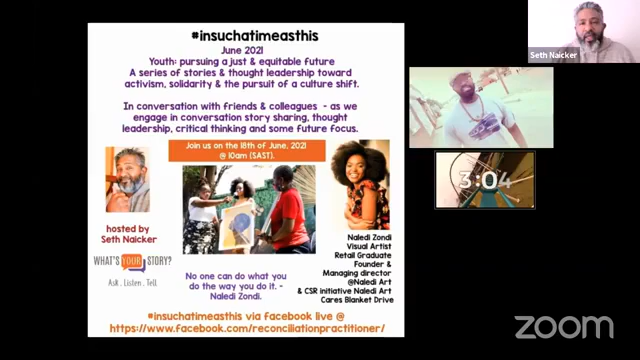 #insuchatimeasthis
June 2021
Youth: pursuing a just & equitable future
A series of stories & thought leadership toward
activism, solidarity & the pursuit of a culture shift.
In conversation with friends & colleagues - as we
engage in conversation story sharing, thought
leadership, critical thinking and some future focus.
Join us on the 18th of June, 2021
@ 10am (SAST).
hosted by
Seth Naicker
WHAT'S YOUR STORY?
Ask . Listen . Tell
No one can do what you
do the way you do it. -
Naledi Zondi.
Naledi Zondi
Visual Artist
Retail Graduate
Founder &
Managing director
@Naledi Art
& CSR initiative Naledi Art
Cares Blanket Drive
#insuchatimeasthis via facebook live @
https://www.facebook.com/reconciliationpractitioner/
Seth Naicker
3:04
zoom